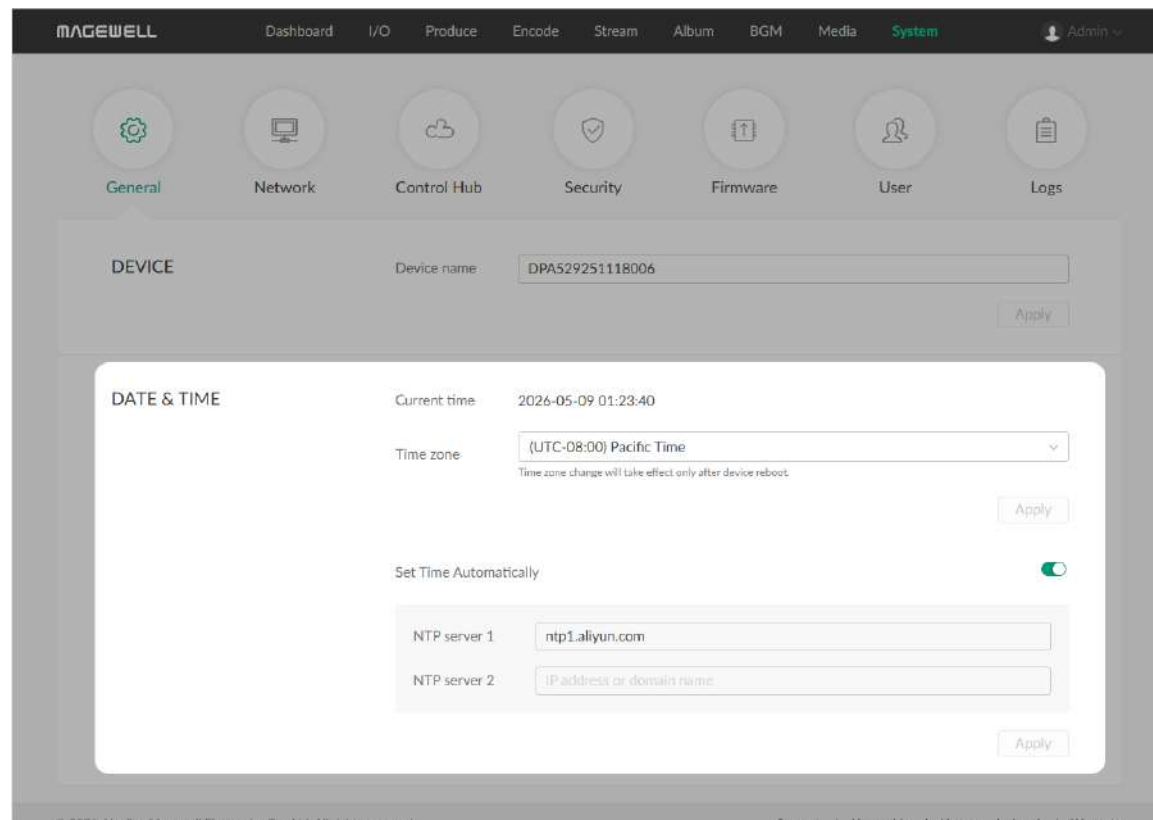 MAGEWELL Dashboard I/O Produce Encode Stream Album BGM Media System Admin
General Network Control Hub Security Firmware User Logs
DEVICE Device name DPA529251118006
Apply
DATE & TIME Current time 2026-05-09 01:23:40
Time zone (UTC-08:00) Pacific Time
Time zone change will take effect only after device reboot.
Apply
Set Time Automatically
NTP server 1 ntp1.aliyun.com
NTP server 2 IP address or domain name
Apply